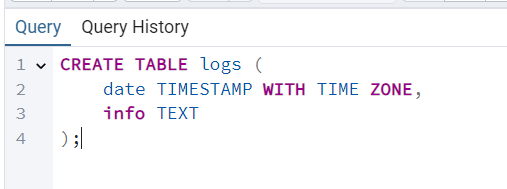 Query Query History
1 CREATE TABLE logs (
2 date TIMESTAMP WITH TIME ZONE,
3 info TEXT
4 );